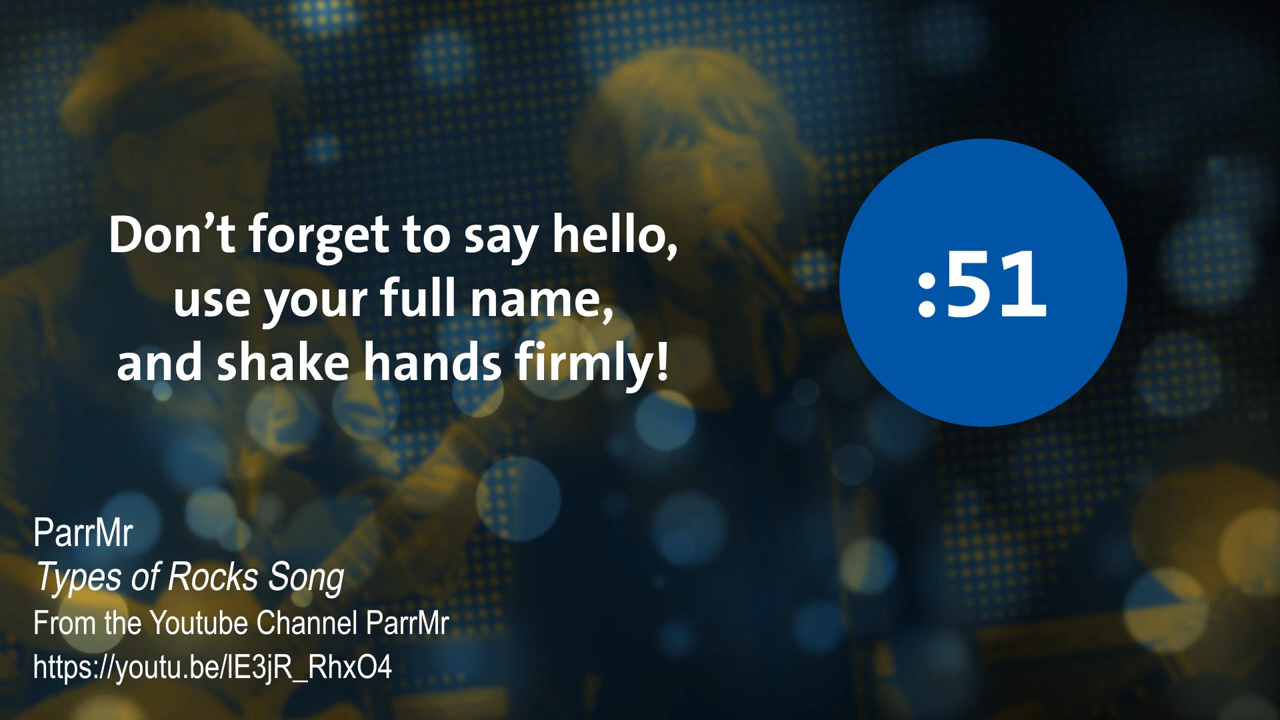 Don’t forget to say hello,
use your full name,
and shake hands firmly!
:51
ParrMr
Types of Rocks Song
From the Youtube Channel ParrMr
https://youtu.be/lE3jR_RhxO4